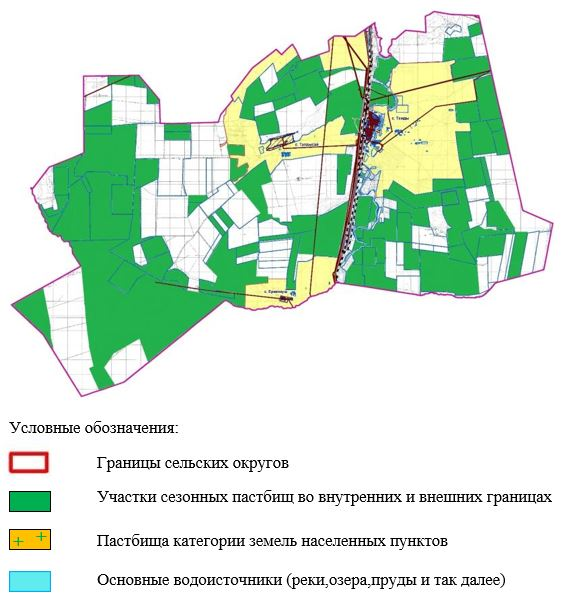 с. Талды
Условные обозначения:
Границы сельских округов
Участки сезонных пастбищ во внутренних и внешних границах
Пастбища категории земель населенных пунктов
Основные водоисточники (реки,озера,пруды и так далее)